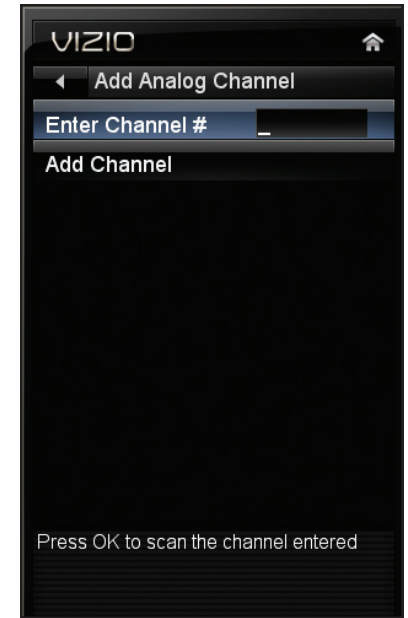 VIZIO
Add Analog Channel
Enter Channel # _
Add Channel
Press OK to scan the channel entered